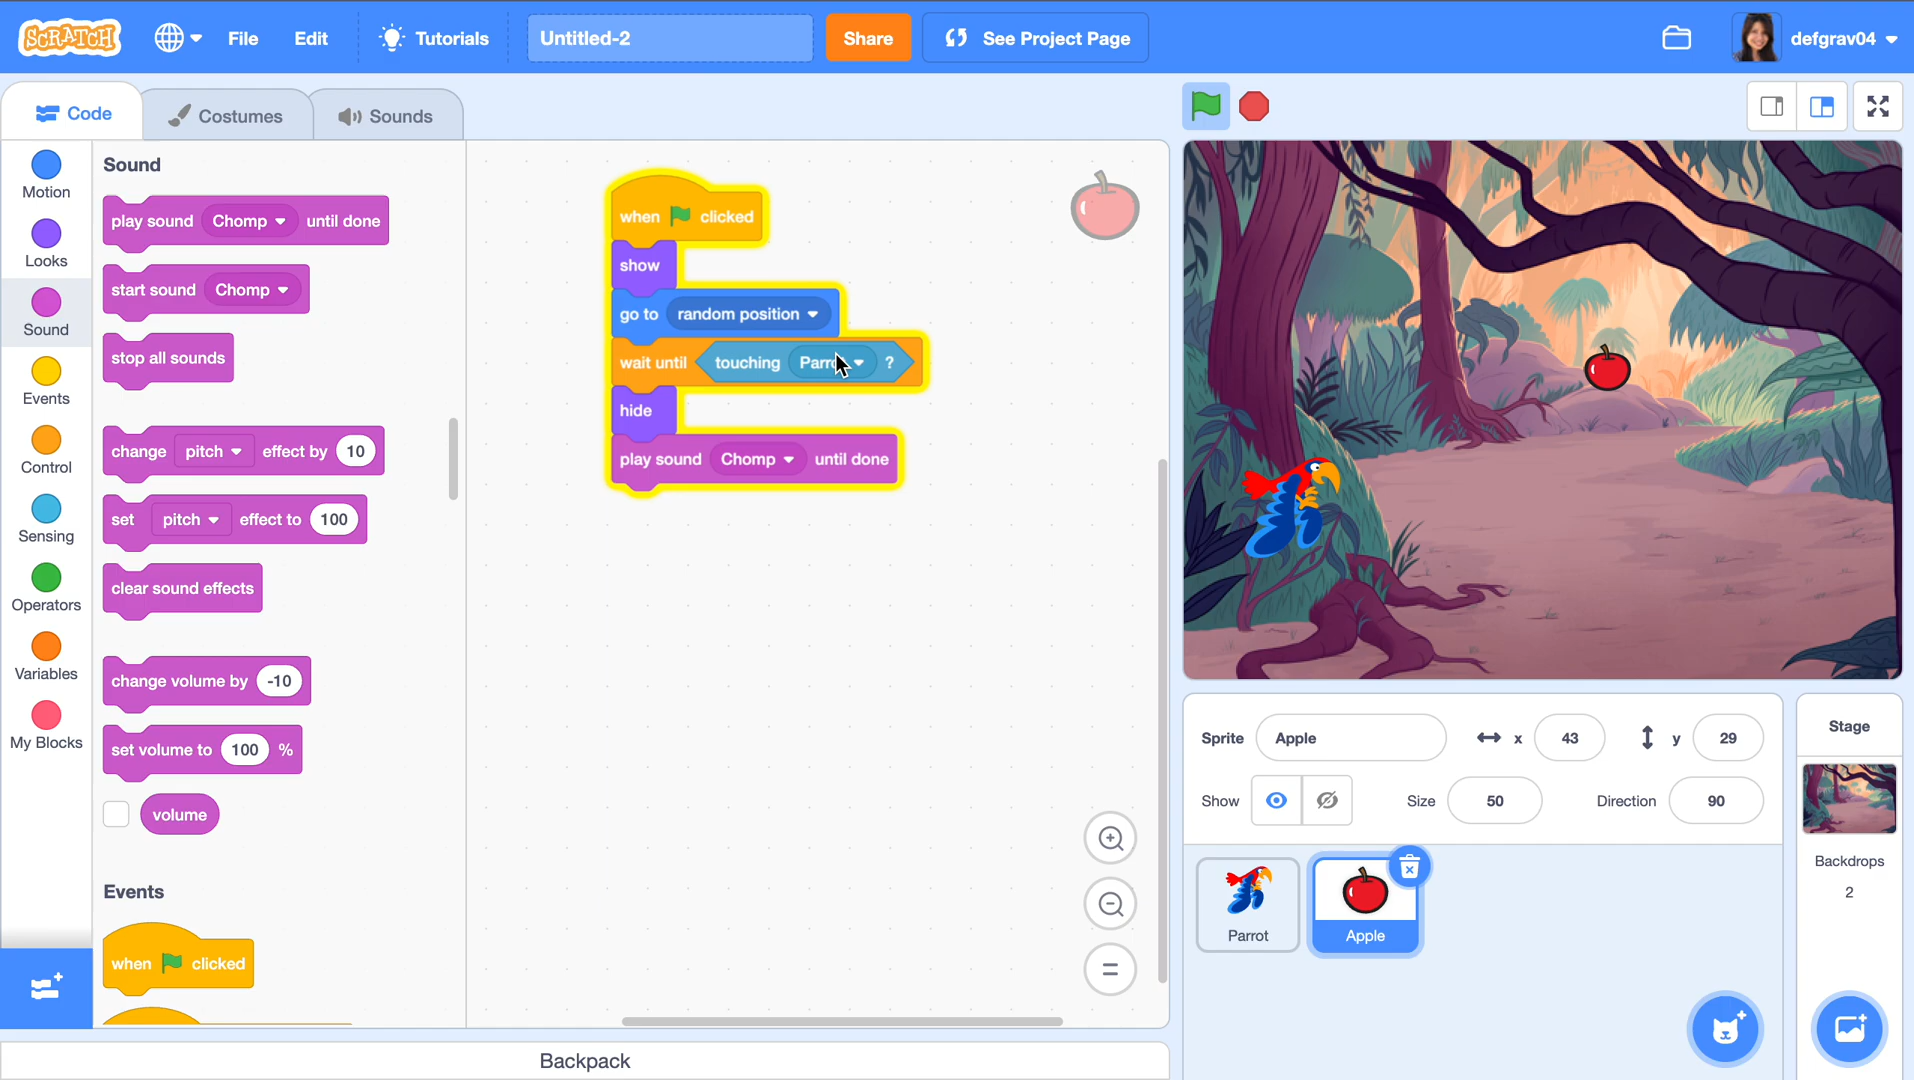 SCRATCH
File
Edit
Tutorials
Untitled-2
Share
See Project Page
defgrav04
Code
Costumes
Sounds
Motion
Looks
Sound
Events
Control
Sensing
Operators
Variables
My Blocks
Sound
play sound Chomp until done
start sound Chomp
stop all sounds
change pitch effect by 10
set pitch effect to 100
clear sound effects
change volume by -10
set volume to 100 %
volume
Events
when clicked
when clicked
show
go to random position
wait until touching Parrot ?
hide
play sound Chomp until done
Backpack
Sprite Apple x 43 y 29
Show Size 50 Direction 90
Parrot
Apple
Stage
Backdrops
2